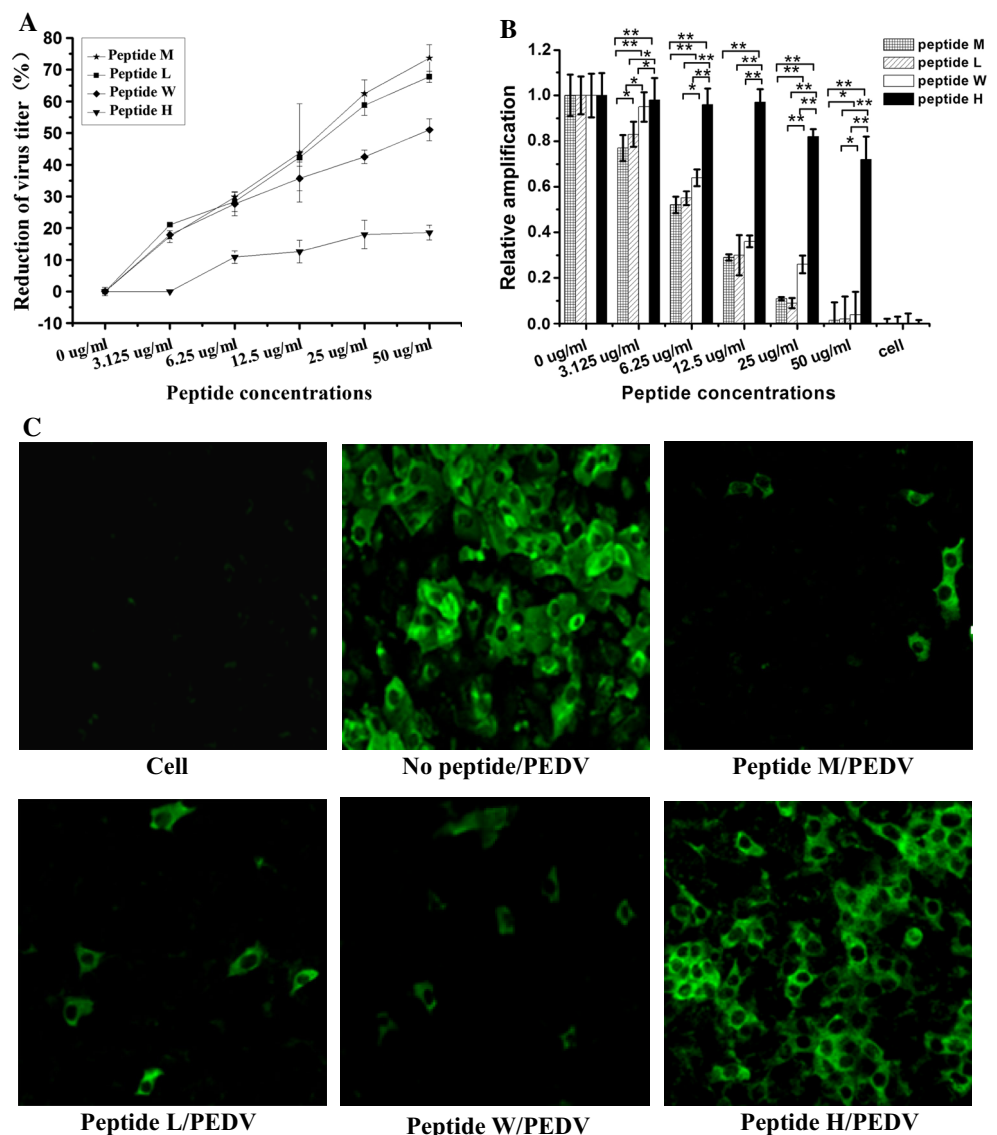 A
Reduction of virus titer (%)
80
70
60
50
40
30
20
10
0
-10
Peptide M
Peptide L
Peptide W
Peptide H
0 ug/ml
3.125 ug/ml
6.25 ug/ml
12.5 ug/ml
25 ug/ml
50 ug/ml
Peptide concentrations
B
Relative amplification
1.2
1.0
0.8
0.6
0.4
0.2
0.0
** ** ** ** **
** ** ** ** ** *
* ** ** ** **
* * ** ** ** **
* * ** *
peptide M
peptide L
peptide W
peptide H
0 ug/ml
3.125 ug/ml
6.25 ug/ml
12.5 ug/ml
25 ug/ml
50 ug/ml
cell
Peptide concentrations
C
Cell
No peptide/PEDV
Peptide M/PEDV
Peptide L/PEDV
Peptide W/PEDV
Peptide H/PEDV